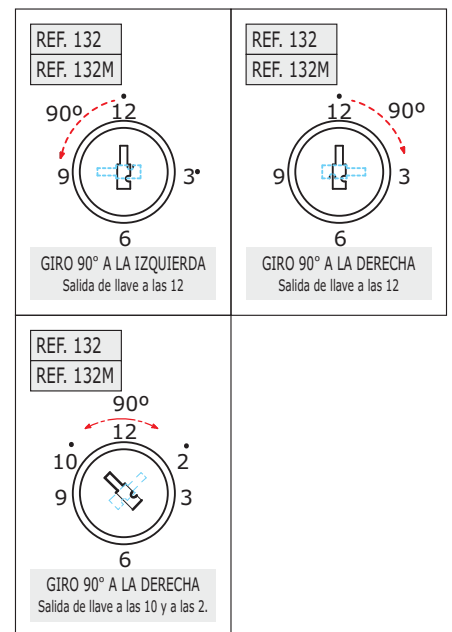 REF. 132
REF. 132M
90º
12
9
3
6
GIRO 90° A LA IZQUIERDA
Salida de llave a las 12
REF. 132
REF. 132M
12
90º
9
3
6
GIRO 90° A LA DERECHA
Salida de llave a las 12
REF. 132
REF. 132M
90º
12
10
2
9
3
6
GIRO 90° A LA DERECHA
Salida de llave a las 10 y a las 2.